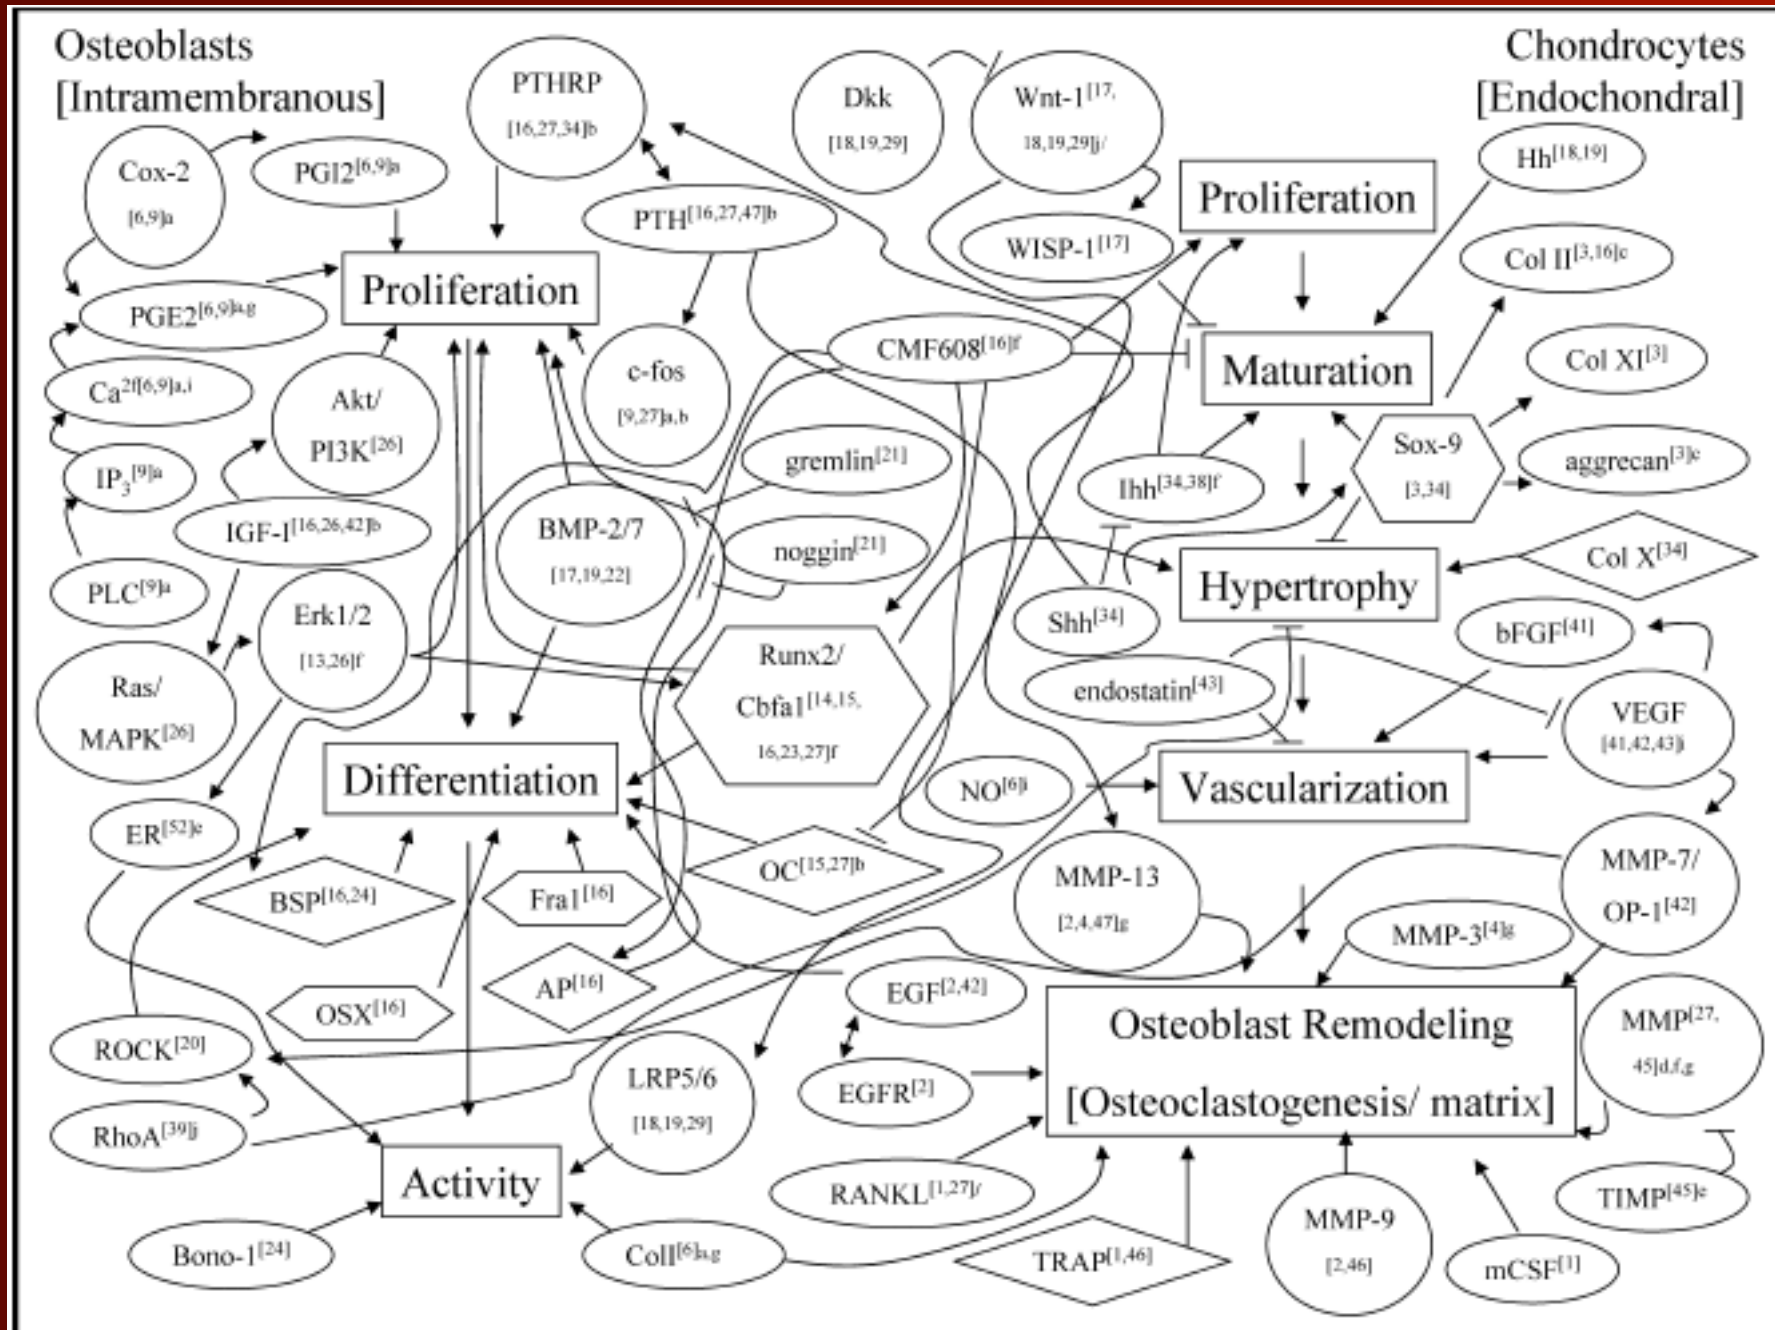 Osteoblasts
[Intramembranous]
Chondrocytes
[Endochondral]
PTHRP
[16,27,34]b
Dkk
[18,19,29]
Wnt-1[17,
18,19,29]j/
Hh[18,19]
Cox-2
[6,9]a
PGI2[6,9]a
PTH[16,27,47]b
WISP-1[17]
Proliferation
Col II[3,16]c
PGE2[6,9]a,g
Proliferation
CMF608[16]f
Maturation
Col XI[3]
Ca2f[6,9]a,i
Akt/
PI3K[26]
c-fos
[9,27]a,b
gremlin[21]
Ihh[34,38]f
Sox-9
[3,34]
aggrecan[3]c
IP3[9]a
IGF-I[16,26,42]b
BMP-2/7
[17,19,22]
noggin[21]
Col X[34]
PLC[9]a
Erk1/2
[13,26]f
Hypertrophy
Shh[34]
bFGF[41]
Ras/
MAPK[26]
Runx2/
Cbfa1[14,15,
16,23,27]f
endostatin[43]
VEGF
[41,42,43]i
Differentiation
NO[6]i
Vascularization
ER[52]e
BSP[16,24]
Fra1[16]
OC[15,27]b
MMP-13
[2,4,47]g
MMP-7/
OP-1[42]
MMP-3[4]g
OSX[16]
AP[16]
EGF[2,42]
Osteoblast Remodeling
[Osteoclastogenesis/ matrix]
MMP[27,
45]d,f,g
ROCK[20]
LRP5/6
[18,19,29]
EGFR[2]
RhoA[39]j
Activity
RANKL[1,27]/
TIMP[45]e
Bono-1[24]
ColI[6]a,g
TRAP[1,46]
MMP-9
[2,46]
mCSF[1]